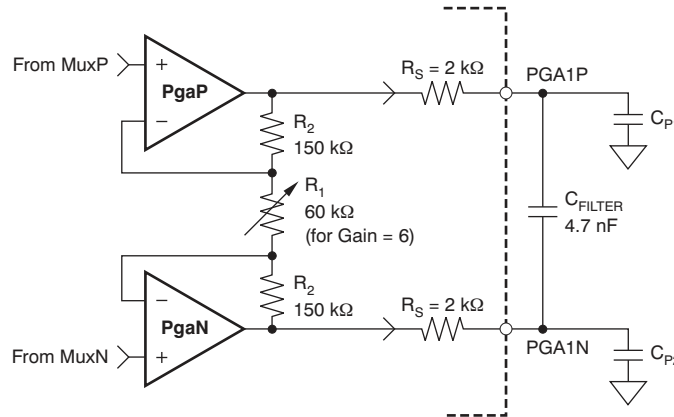 From MuxP
+
PgaP
−
R2
150 kΩ
R1
60 kΩ
(for Gain = 6)
R2
150 kΩ
−
PgaN
+
From MuxN
RS = 2 kΩ
PGA1P
CP
CFILTER
4.7 nF
RS = 2 kΩ
PGA1N